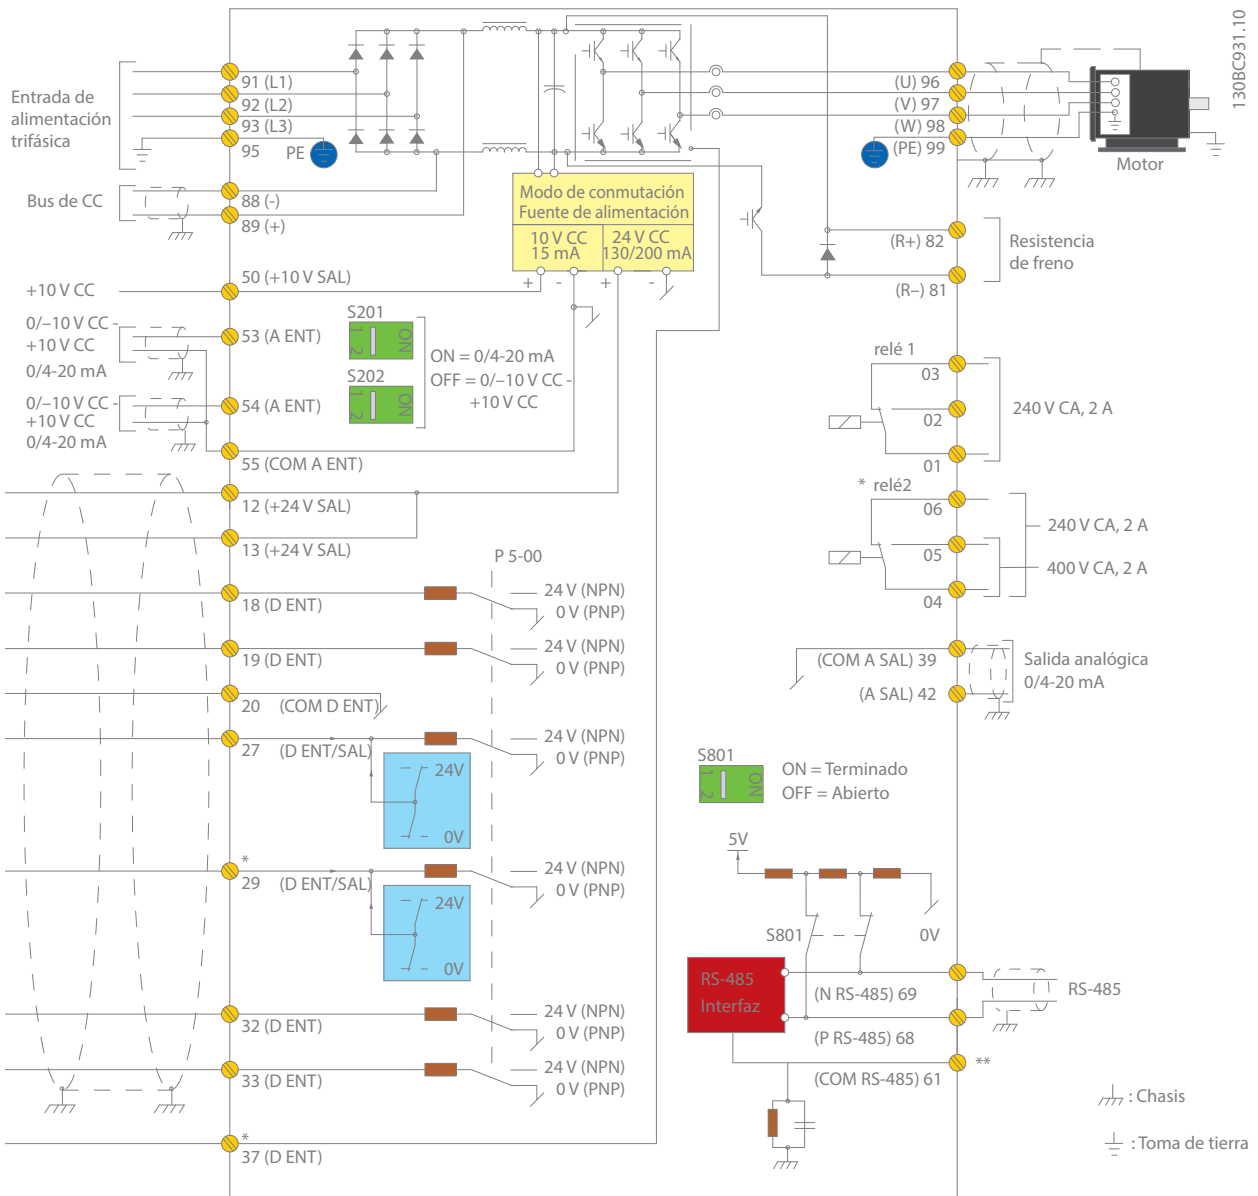 130BC931.10
Entrada de
alimentación
trifásica
91 (L1)
92 (L2)
93 (L3)
95
PE
Bus de CC
88 (-)
89 (+)
Modo de conmutación
Fuente de alimentación
10 V CC
15 mA
24 V CC
130/200 mA
+ - + -
(U) 96
(V) 97
(W) 98
(PE) 99
Motor
(R+) 82
(R−) 81
Resistencia
de freno
+10 V CC
50 (+10 V SAL)
0/−10 V CC -
+10 V CC
0/4-20 mA
53 (A ENT)
0/−10 V CC -
+10 V CC
0/4-20 mA
54 (A ENT)
55 (COM A ENT)
S201
1 2 ON
S202
1 2 ON
ON = 0/4-20 mA
OFF = 0/−10 V CC -
+10 V CC
relé 1
03
02
01
240 V CA, 2 A
* relé2
06
05
04
240 V CA, 2 A
400 V CA, 2 A
12 (+24 V SAL)
13 (+24 V SAL)
P 5-00
18 (D ENT)
24 V (NPN)
0 V (PNP)
19 (D ENT)
24 V (NPN)
0 V (PNP)
20 (COM D ENT)
27 (D ENT/SAL)
24 V (NPN)
0 V (PNP)
24V
0V
*
29 (D ENT/SAL)
24 V (NPN)
0 V (PNP)
24V
0V
32 (D ENT)
24 V (NPN)
0 V (PNP)
33 (D ENT)
24 V (NPN)
0 V (PNP)
*
37 (D ENT)
(COM A SAL) 39
(A SAL) 42
Salida analógica
0/4-20 mA
S801
1 2 ON
ON = Terminado
OFF = Abierto
5V
S801
0V
RS-485
Interfaz
(N RS-485) 69
(P RS-485) 68
(COM RS-485) 61
**
RS-485
: Chasis
: Toma de tierra